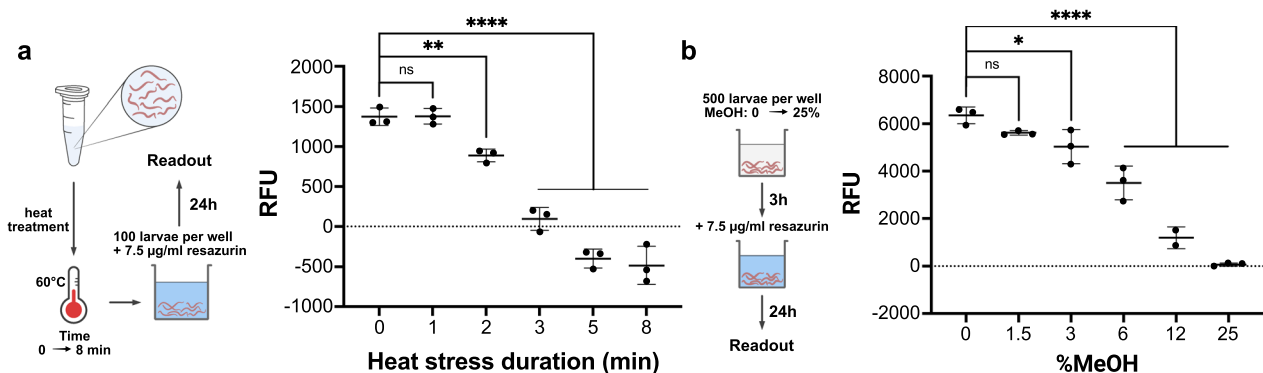 a
Readout
heat
treatment
24h
100 larvae per well
+ 7.5 µg/ml resazurin
60°C
Time
0 → 8 min
****
**
ns
2000
1500
1000
500
0
-500
-1000
RFU
0 1 2 3 5 8
Heat stress duration (min)
b
500 larvae per well
MeOH: 0 → 25%
3h
+ 7.5 µg/ml resazurin
24h
Readout
****
*
ns
8000
6000
4000
2000
0
-2000
RFU
0 1.5 3 6 12 25
%MeOH